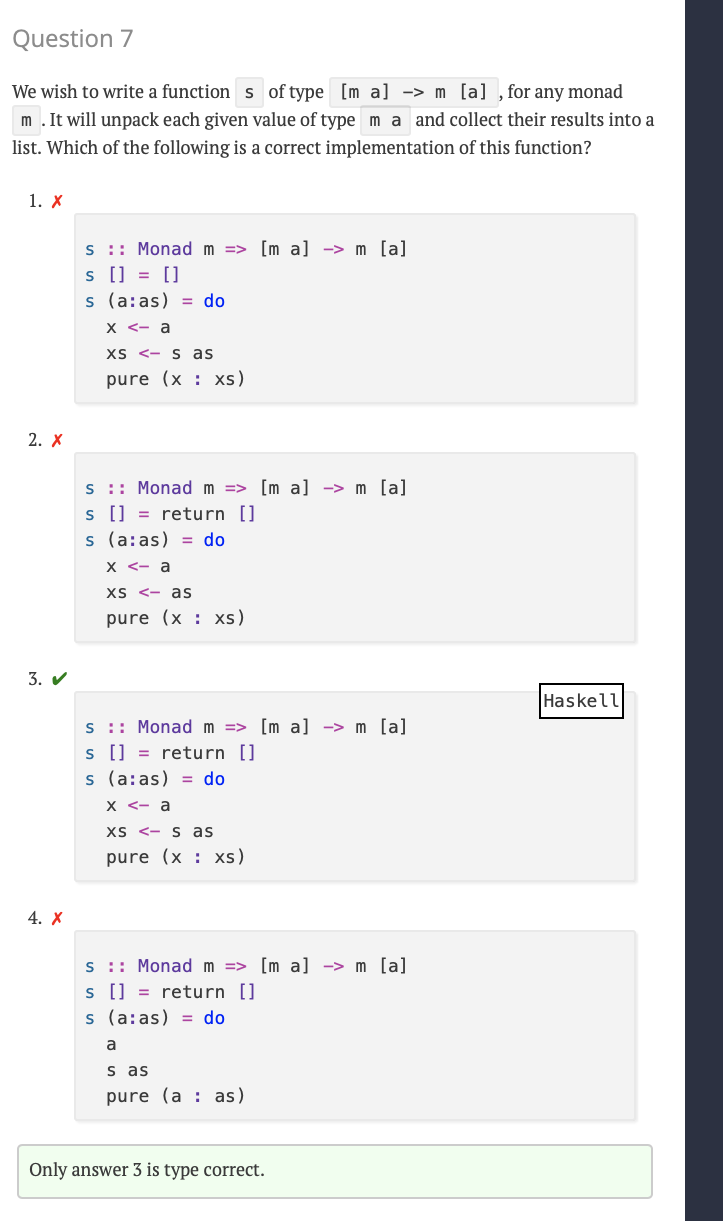 Question 7
We wish to write a function s of type [m a] -> m [a] , for any monad
m . It will unpack each given value of type m a and collect their results into a
list. Which of the following is a correct implementation of this function?
1. ✗
s :: Monad m => [m a] -> m [a]
s [] = []
s (a:as) = do
  x <- a
  xs <- s as
  pure (x : xs)
2. ✗
s :: Monad m => [m a] -> m [a]
s [] = return []
s (a:as) = do
  x <- a
  xs <- as
  pure (x : xs)
3. ✔
Haskell
s :: Monad m => [m a] -> m [a]
s [] = return []
s (a:as) = do
  x <- a
  xs <- s as
  pure (x : xs)
4. ✗
s :: Monad m => [m a] -> m [a]
s [] = return []
s (a:as) = do
  a
  s as
  pure (a : as)
Only answer 3 is type correct.